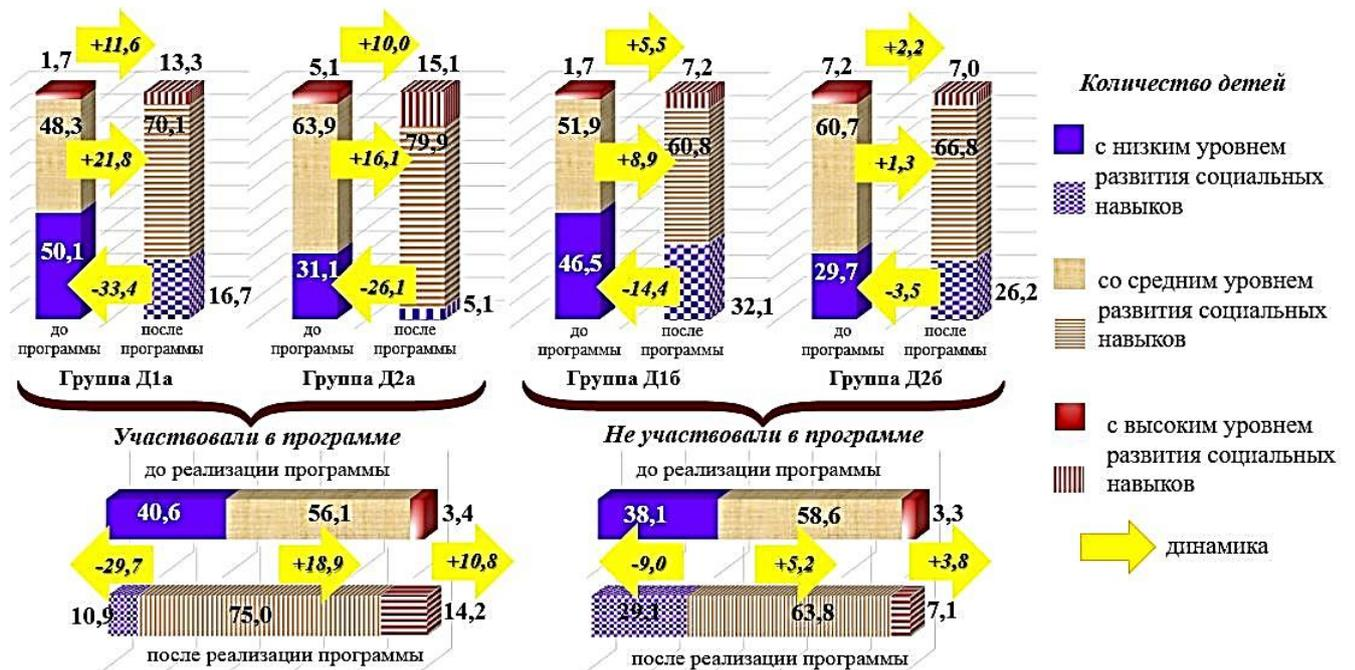 +11,6
+10,0
+5,5
+2,2
1,7 13,3 5,1 15,1 1,7 7,2 7,2 7,0
48,3 70,1 63,9 79,9 51,9 60,8 60,7 66,8
+21,8 +16,1 +8,9 +1,3
50,1 31,1 46,5 29,7
-33,4 -26,1 -14,4 -3,5
16,7 5,1 32,1 26,2
до программы
после программы
до программы
после программы
до программы
после программы
до программы
после программы
Группа Д1а
Группа Д2а
Группа Д1б
Группа Д2б
Участвовали в программе
до реализации программы
40,6 56,1 3,4
-29,7 +18,9 +10,8
10,9 75,0 14,2
после реализации программы
Не участвовали в программе
до реализации программы
38,1 58,6 3,3
-9,0 +5,2 +3,8
29,1 63,8 7,1
после реализации программы
Количество детей
с низким уровнем
развития социальных
навыков
со средним уровнем
развития социальных
навыков
с высоким уровнем
развития социальных
навыков
динамика